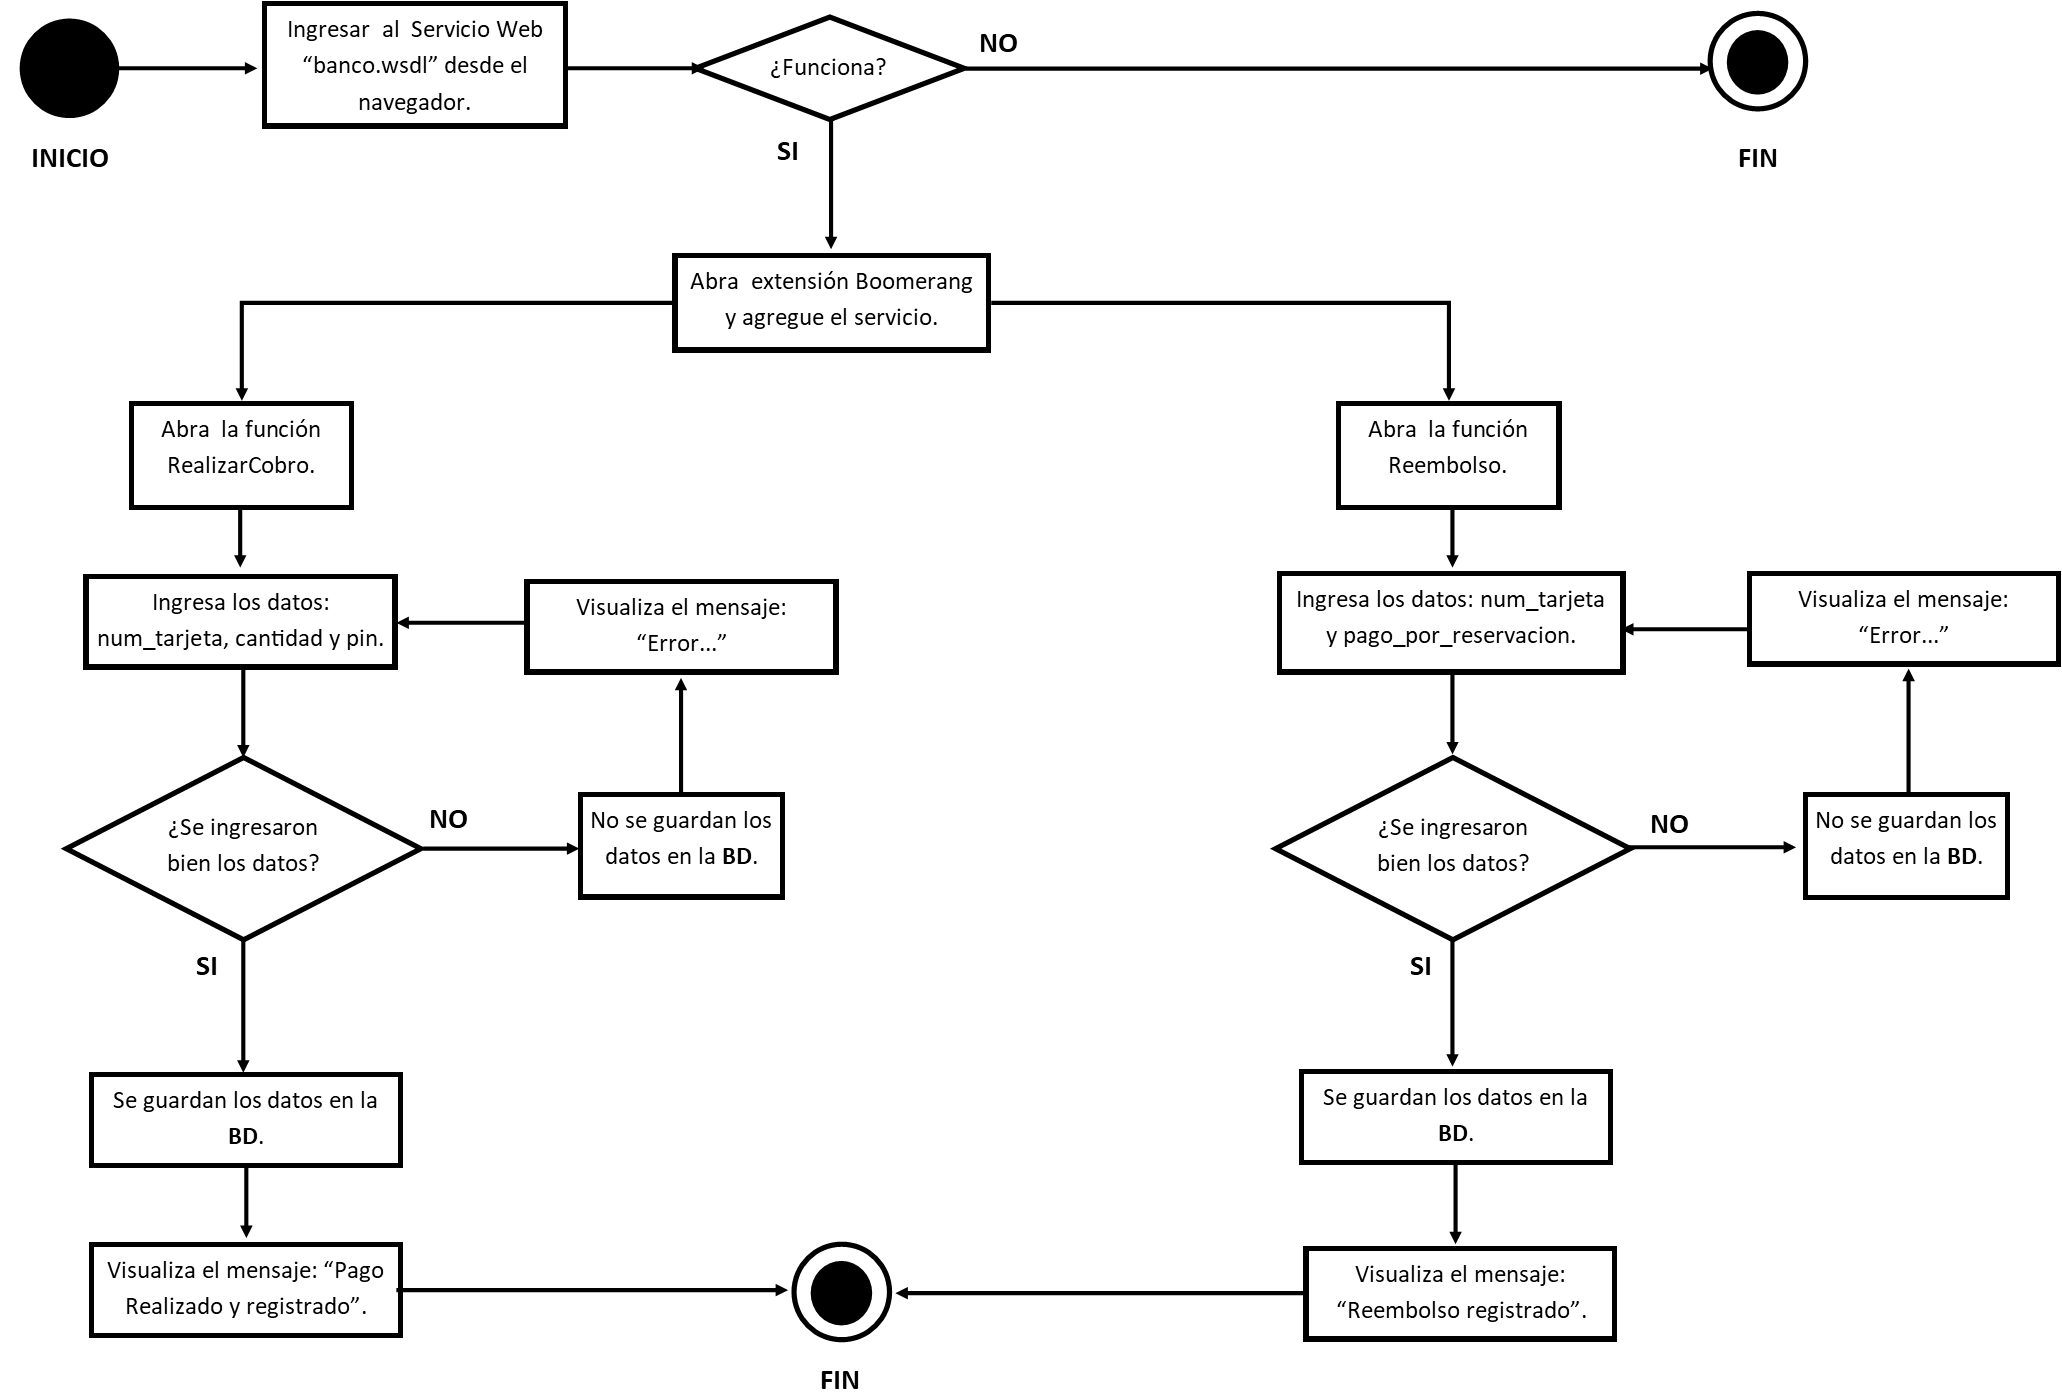 Ingresar al Servicio Web
“banco.wsdl” desde el
navegador.
¿Funciona?
NO
INICIO
SI
FIN
Abra extensión Boomerang
y agregue el servicio.
Abra la función
RealizarCobro.
Abra la función
Reembolso.
Ingresa los datos:
num_tarjeta, cantidad y pin.
Visualiza el mensaje:
“Error...”
Ingresa los datos: num_tarjeta
y pago_por_reservacion.
Visualiza el mensaje:
“Error...”
¿Se ingresaron
bien los datos?
NO
No se guardan los
datos en la BD.
¿Se ingresaron
bien los datos?
NO
No se guardan los
datos en la BD.
SI
SI
Se guardan los datos en la
BD.
Se guardan los datos en la
BD.
Visualiza el mensaje: “Pago
Realizado y registrado”.
Visualiza el mensaje:
“Reembolso registrado”.
FIN